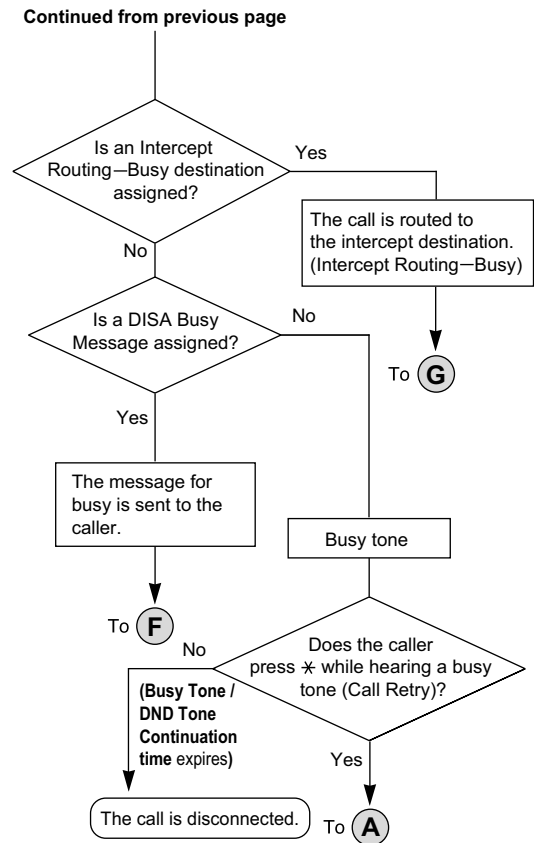 Continued from previous page
Is an Intercept
Routing—Busy destination
assigned?
Yes
The call is routed to
the intercept destination.
(Intercept Routing—Busy)
To G
No
Is a DISA Busy
Message assigned?
No
Yes
The message for
busy is sent to the
caller.
To F
Busy tone
Does the caller
press * while hearing a busy
tone (Call Retry)?
No
(Busy Tone /
DND Tone
Continuation
time expires)
The call is disconnected.
Yes
To A